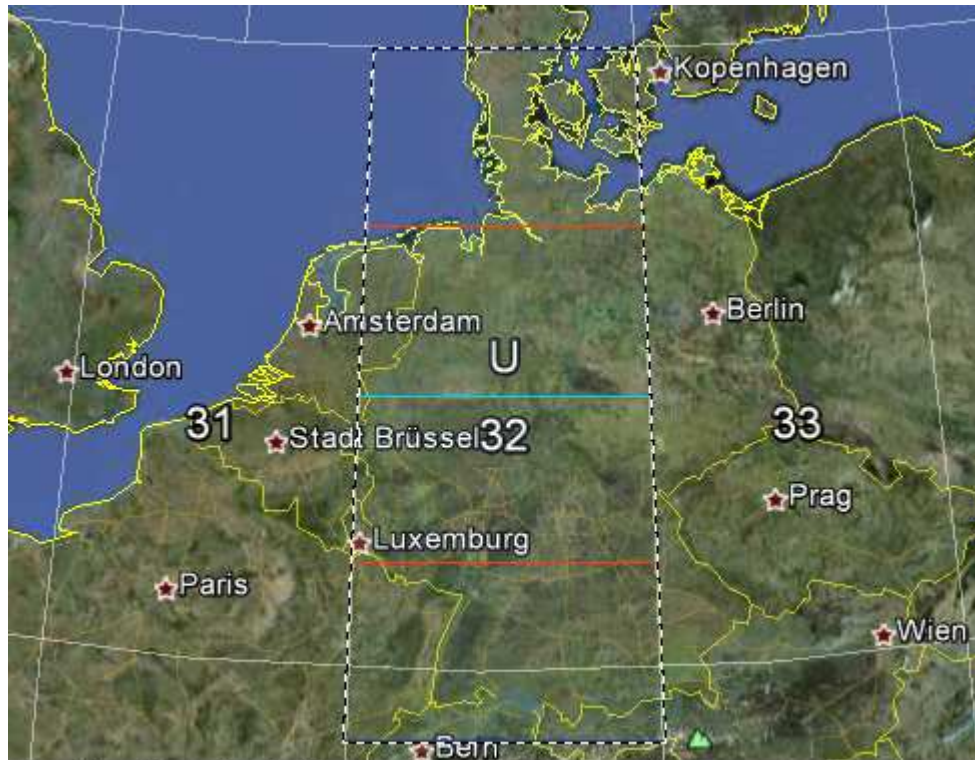 Kopenhagen
Berlin
Amsterdam
U
London
31
Stadt Brüssel
32
33
Prag
Luxemburg
Paris
Wien
Bern